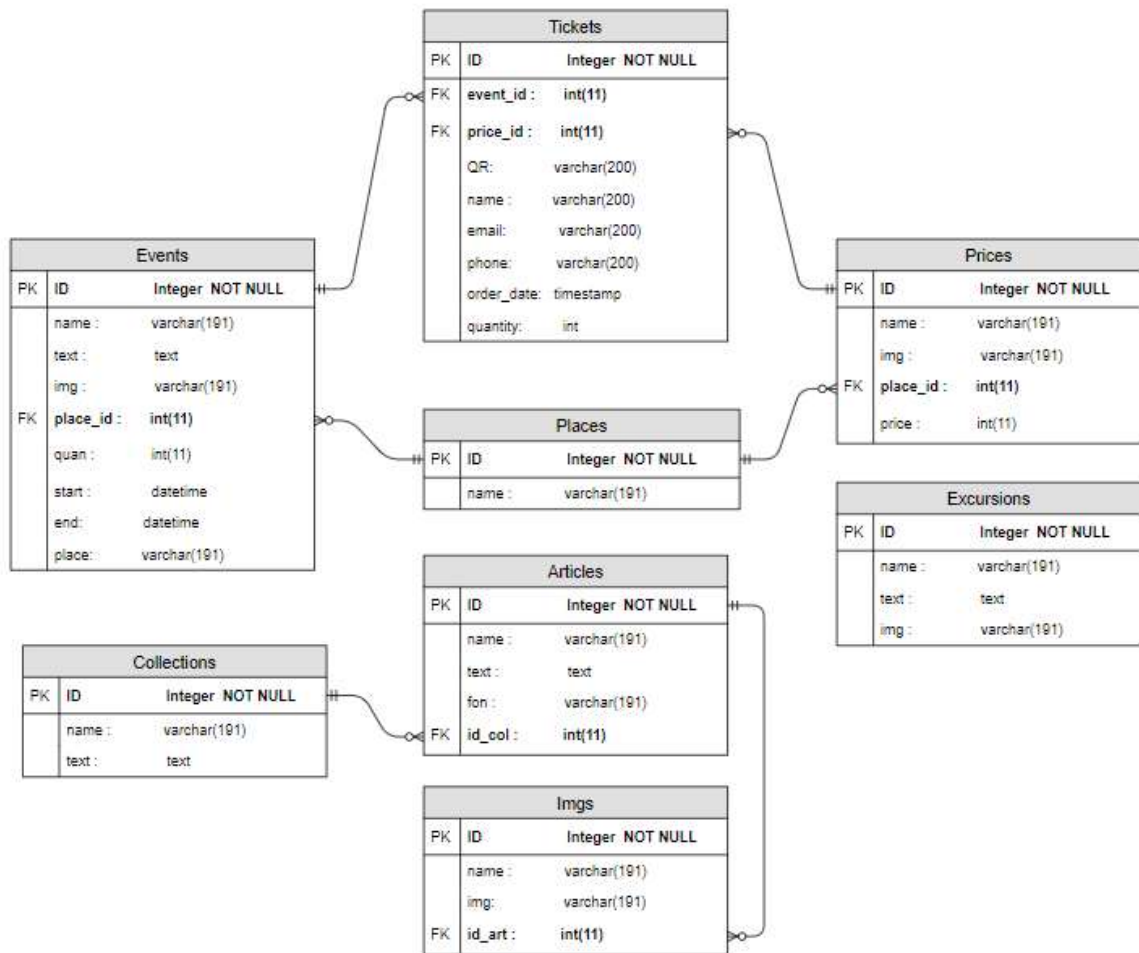 Tickets
PK ID Integer NOT NULL
FK event_id : int(11)
FK price_id : int(11)
QR: varchar(200)
name : varchar(200)
email: varchar(200)
phone: varchar(200)
order_date: timestamp
quantity: int
Events
PK ID Integer NOT NULL
name : varchar(191)
text : text
img : varchar(191)
FK place_id : int(11)
quan : int(11)
start : datetime
end: datetime
place: varchar(191)
Prices
PK ID Integer NOT NULL
name : varchar(191)
img : varchar(191)
FK place_id : int(11)
price : int(11)
Places
PK ID Integer NOT NULL
name : varchar(191)
Excursions
PK ID Integer NOT NULL
name : varchar(191)
text : text
img : varchar(191)
Articles
PK ID Integer NOT NULL
name : varchar(191)
text : text
fon : varchar(191)
FK id_col : int(11)
Collections
PK ID Integer NOT NULL
name : varchar(191)
text : text
Imgs
PK ID Integer NOT NULL
name : varchar(191)
img: varchar(191)
FK id_art : int(11)